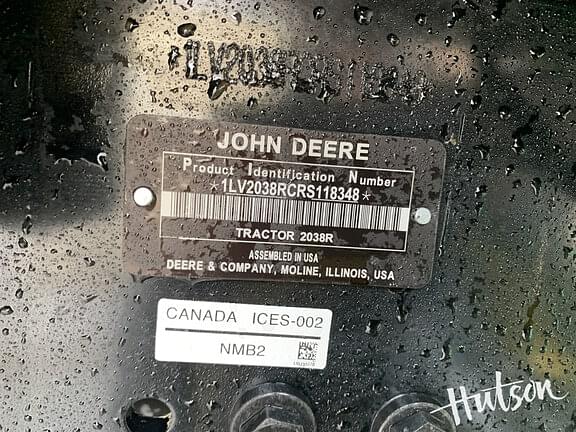 JOHN DEERE
Product Identification Number
*1LV2038RCRS118348*
TRACTOR 2038R
ASSEMBLED IN USA
DEERE & COMPANY, MOLINE, ILLINOIS, USA
CANADA ICES-002
NMB2
Hutson